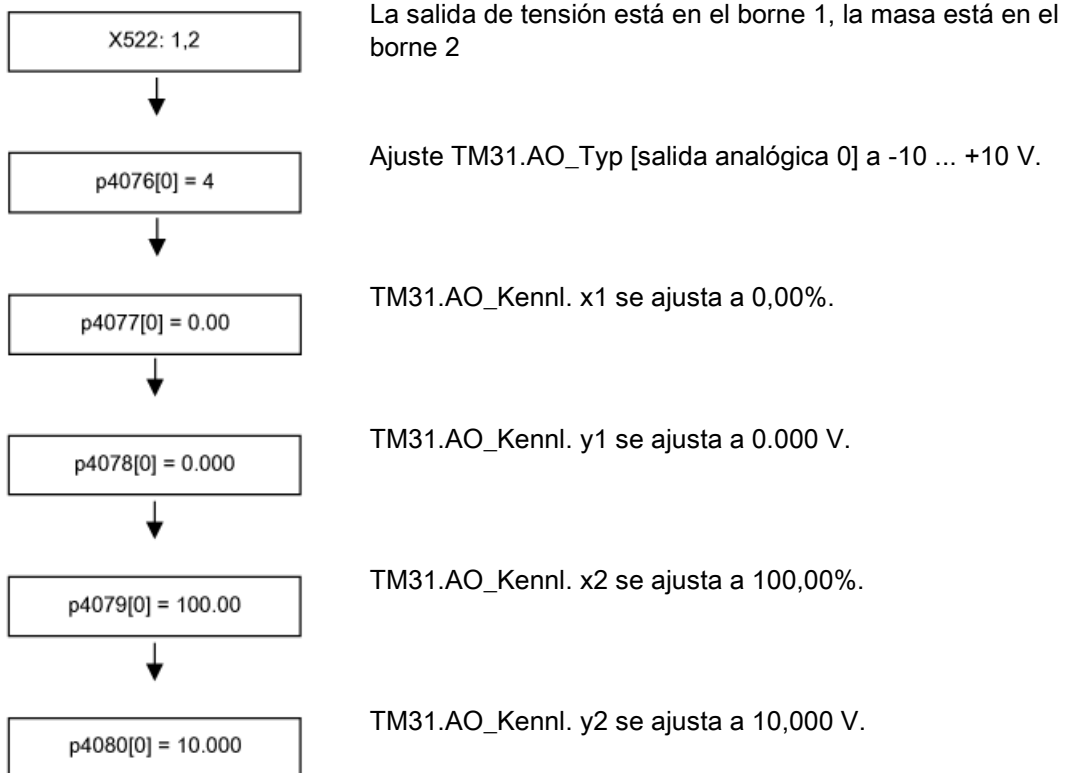 X522: 1,2
La salida de tensión está en el borne 1, la masa está en el
borne 2
p4076[0] = 4
Ajuste TM31.AO_Typ [salida analógica 0] a -10 ... +10 V.
p4077[0] = 0.00
TM31.AO_Kennl. x1 se ajusta a 0,00%.
p4078[0] = 0.000
TM31.AO_Kennl. y1 se ajusta a 0.000 V.
p4079[0] = 100.00
TM31.AO_Kennl. x2 se ajusta a 100,00%.
p4080[0] = 10.000
TM31.AO_Kennl. y2 se ajusta a 10,000 V.